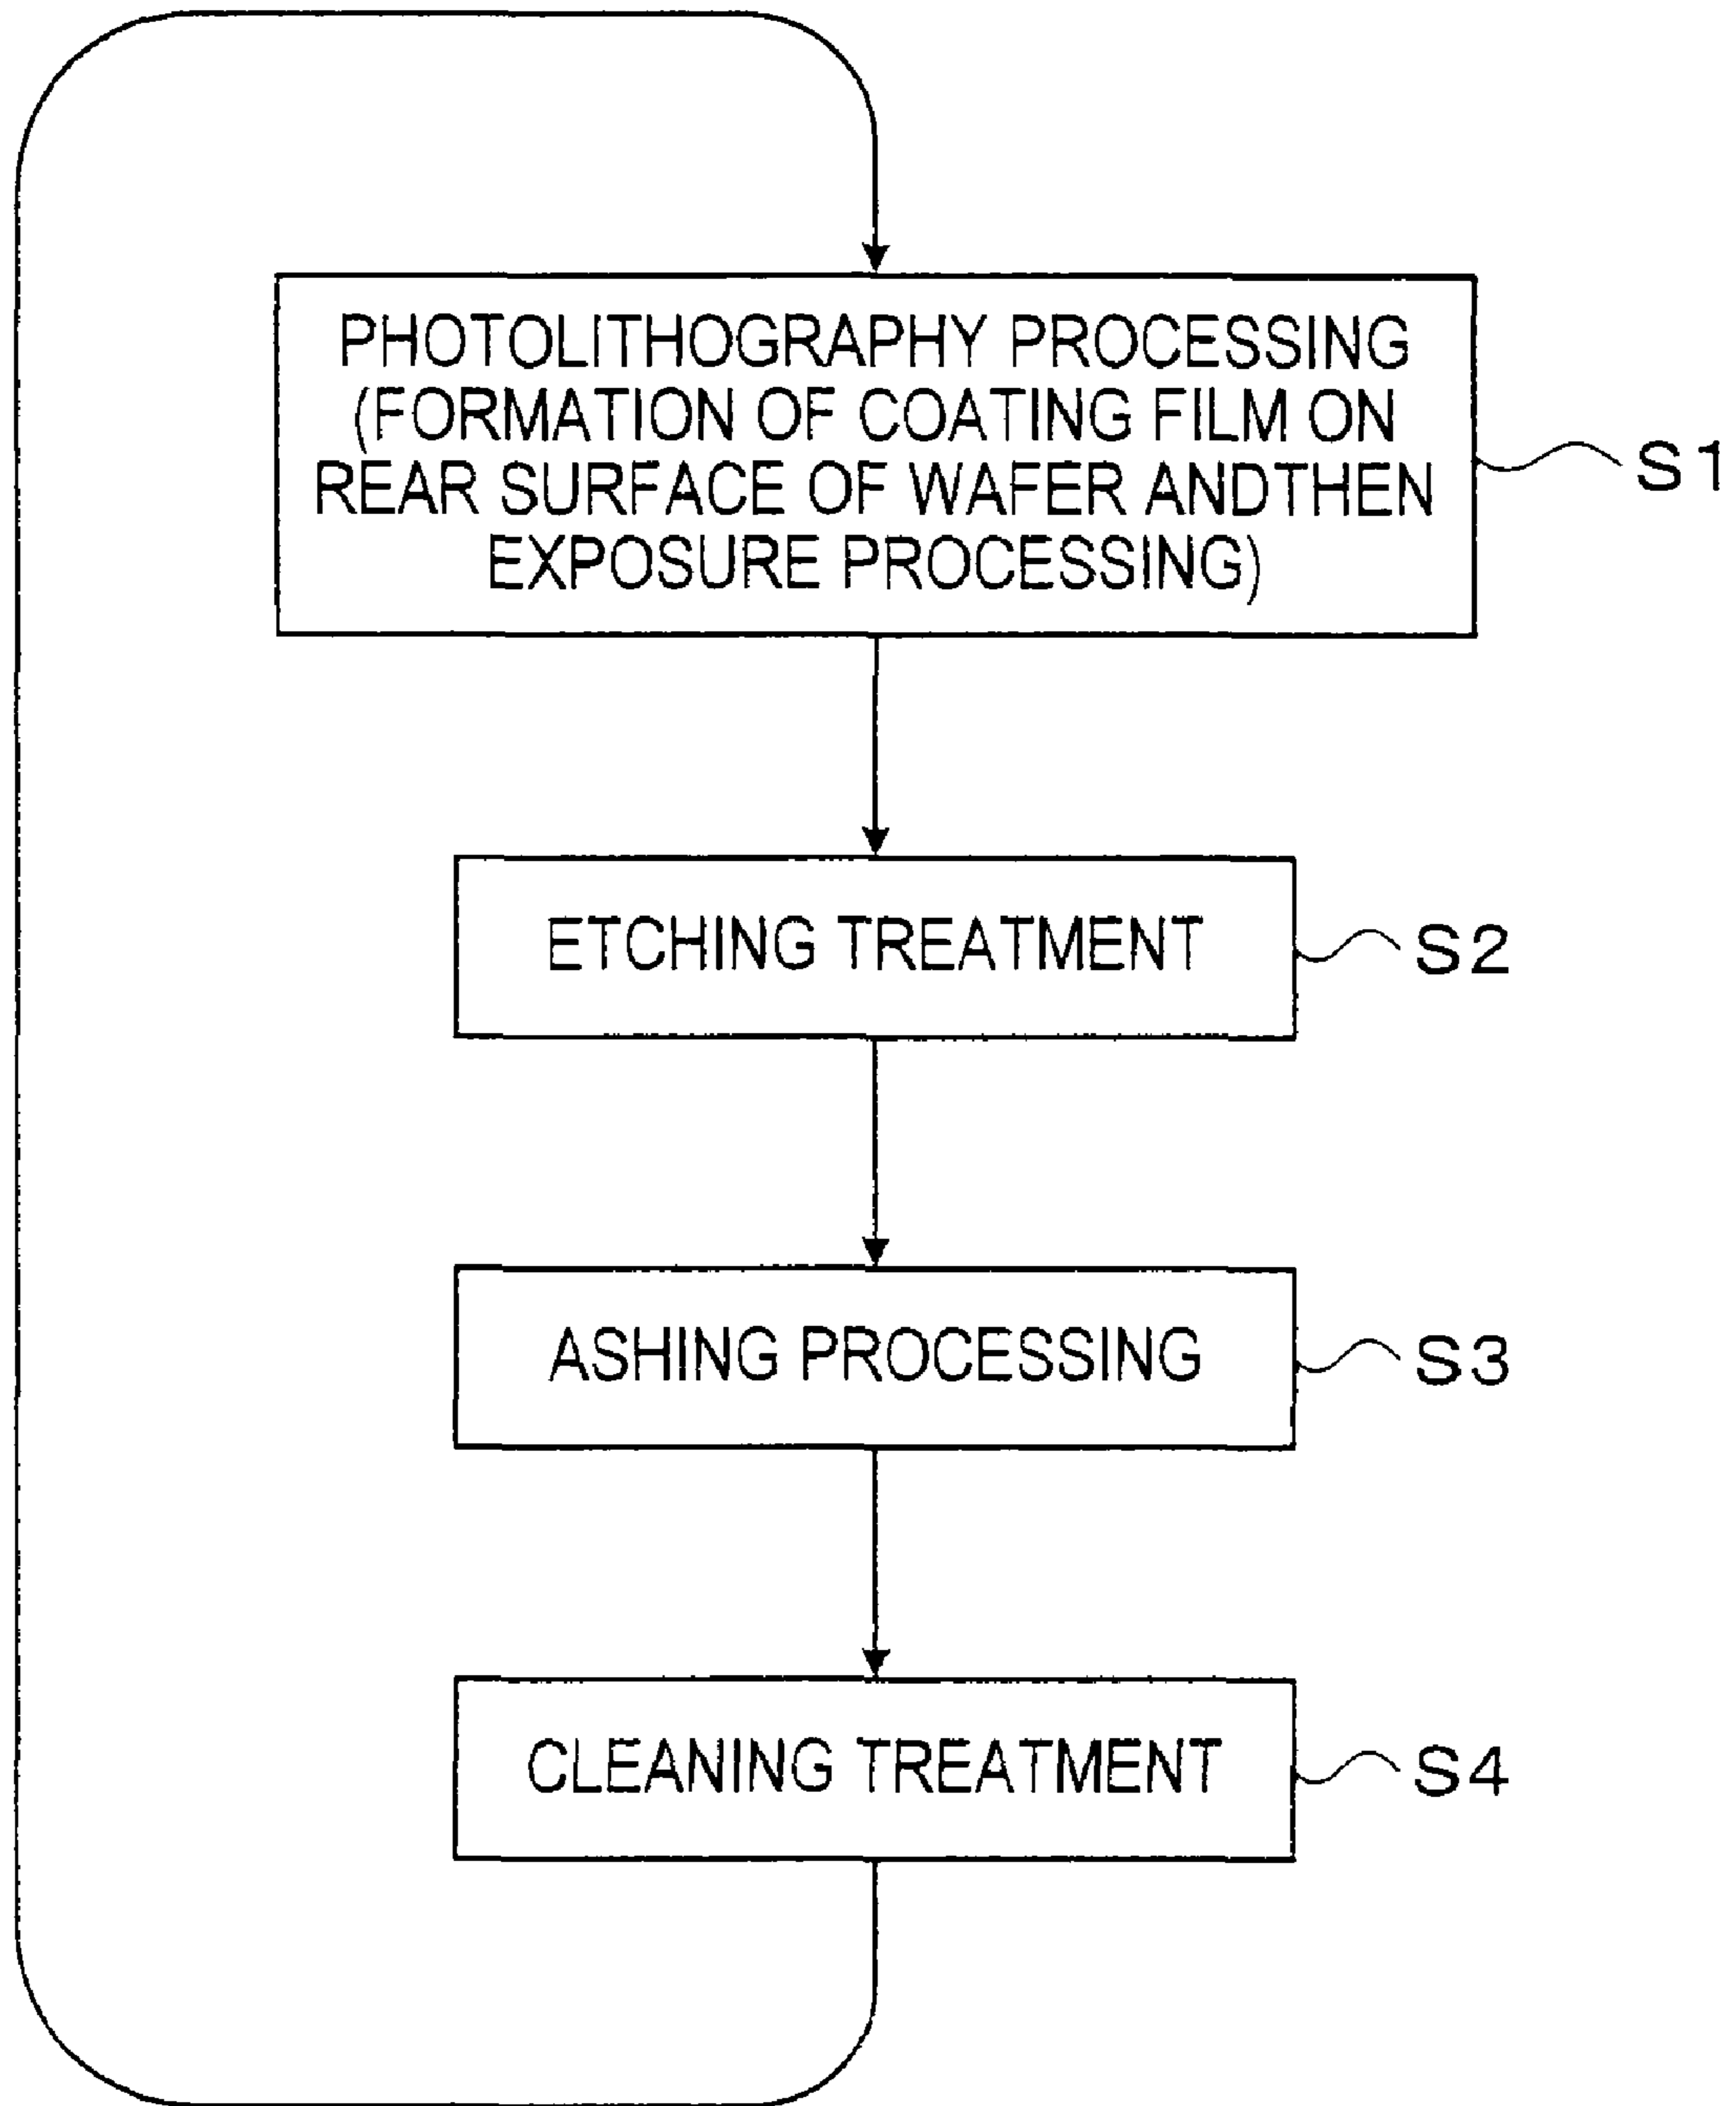 PHOTOLITHOGRAPHY PROCESSING
(FORMATION OF COATING FILM ON
REAR SURFACE OF WAFER ANDTHEN
EXPOSURE PROCESSING)
S1
ETCHING TREATMENT
S2
ASHING PROCESSING
S3
CLEANING TREATMENT
S4